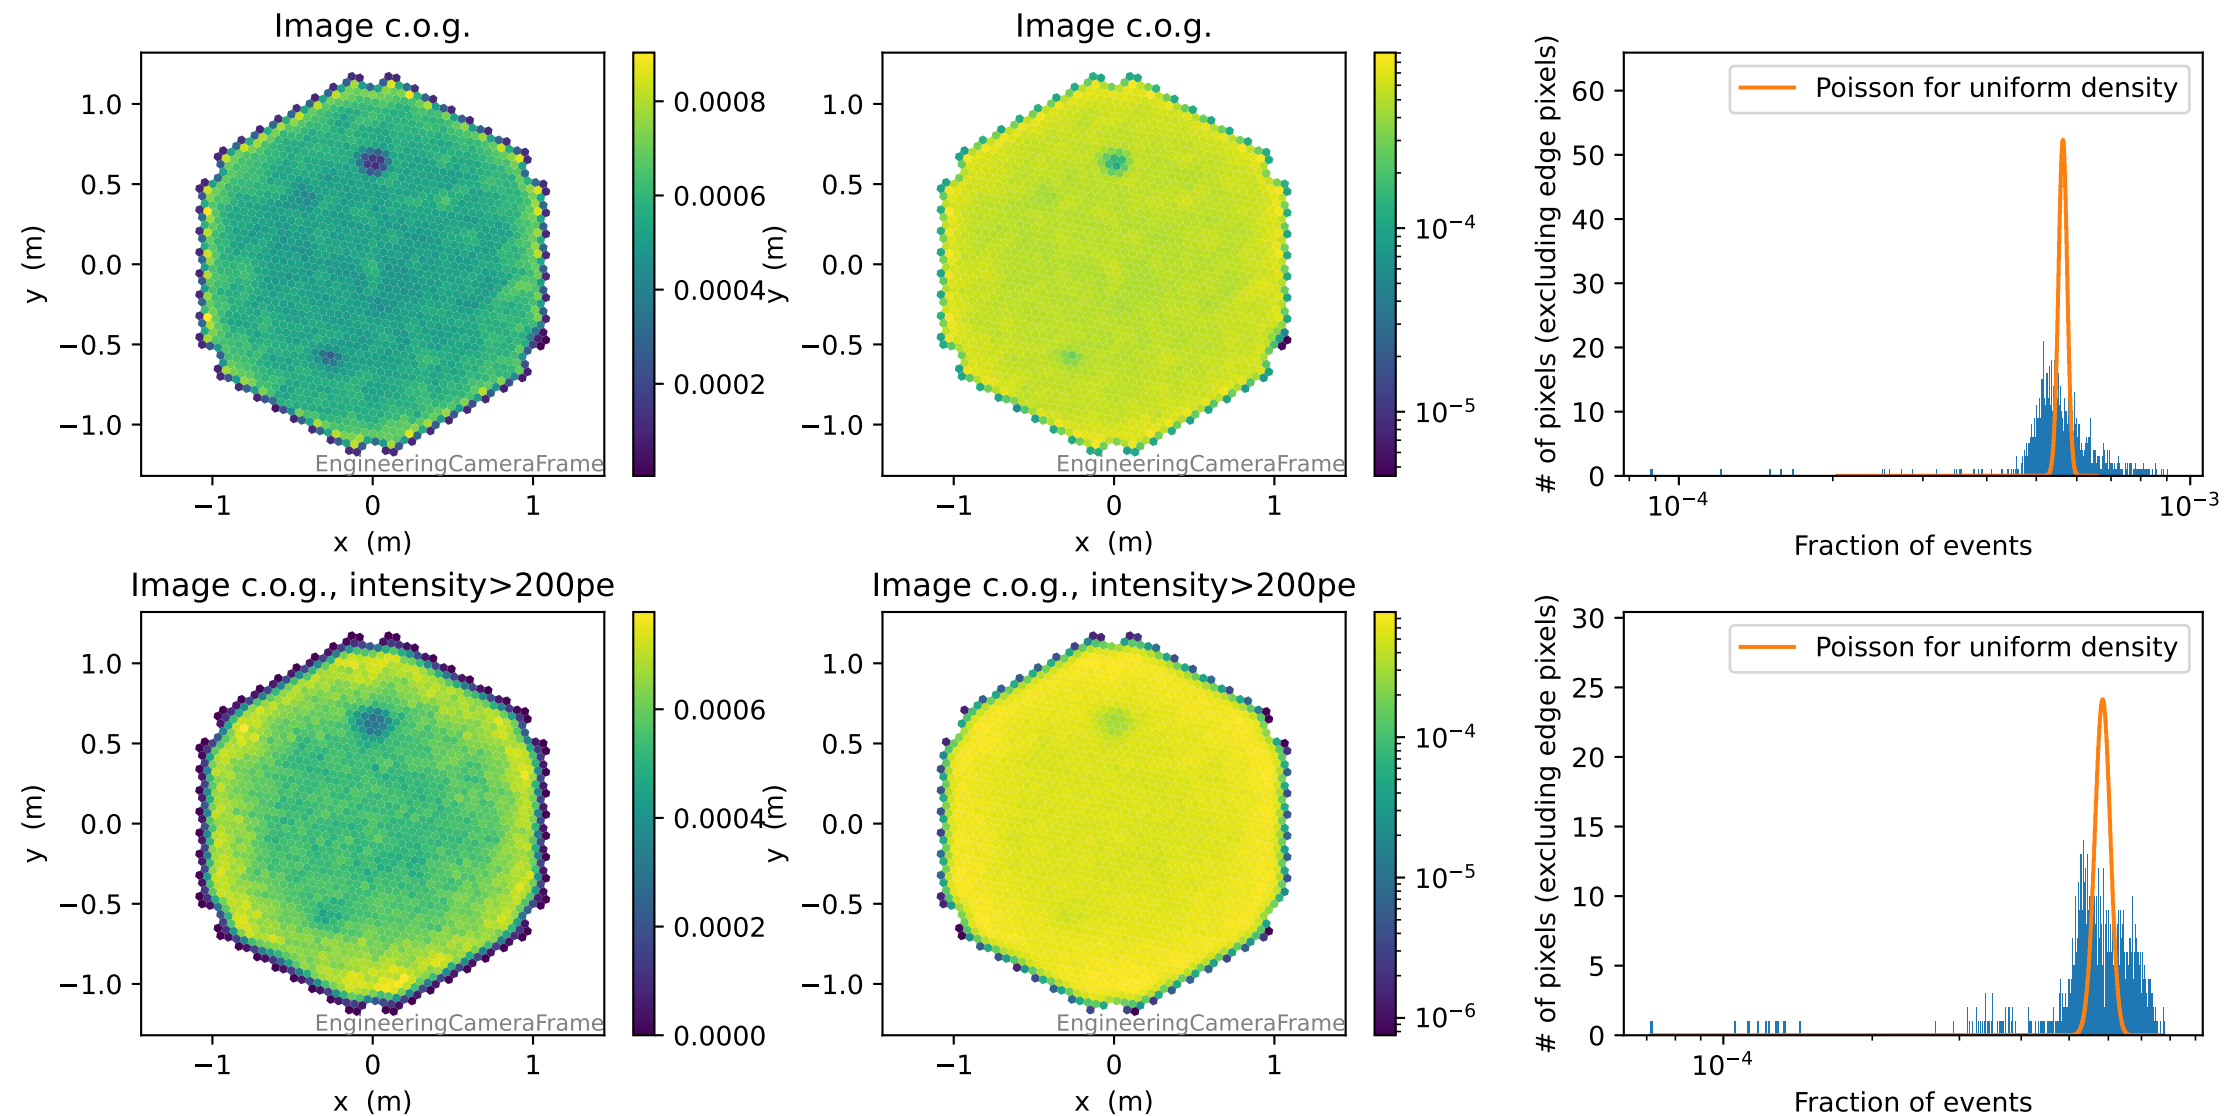 Image c.o.g.
y (m)
1.0
0.5
0.0
−0.5
−1.0
−1
0
1
x (m)
EngineeringCameraFrame
0.0008
0.0006
0.0004
0.0002
Image c.o.g.
y (m)
1.0
0.5
0.0
−0.5
−1.0
−1
0
1
x (m)
EngineeringCameraFrame
10⁻⁴
10⁻⁵
# of pixels (excluding edge pixels)
60
50
40
30
20
10
0
Poisson for uniform density
10⁻⁴
10⁻³
Fraction of events
Image c.o.g., intensity>200pe
y (m)
1.0
0.5
0.0
−0.5
−1.0
−1
0
1
x (m)
EngineeringCameraFrame
0.0006
0.0004
0.0002
0.0000
Image c.o.g., intensity>200pe
y (m)
1.0
0.5
0.0
−0.5
−1.0
−1
0
1
x (m)
EngineeringCameraFrame
10⁻⁴
10⁻⁵
10⁻⁶
# of pixels (excluding edge pixels)
30
25
20
15
10
5
0
Poisson for uniform density
10⁻⁴
Fraction of events